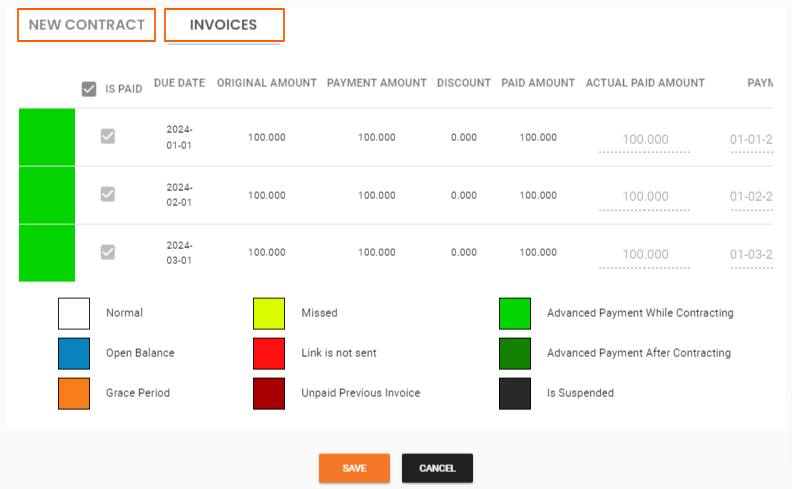 NEW CONTRACT INVOICES
IS PAID DUE DATE ORIGINAL AMOUNT PAYMENT AMOUNT DISCOUNT PAID AMOUNT ACTUAL PAID AMOUNT PAYM
2024-
01-01 100.000 100.000 0.000 100.000 100.000 01-01-2
2024-
02-01 100.000 100.000 0.000 100.000 100.000 01-02-2
2024-
03-01 100.000 100.000 0.000 100.000 100.000 01-03-2
Normal Missed Advanced Payment While Contracting
Open Balance Link is not sent Advanced Payment After Contracting
Grace Period Unpaid Previous Invoice Is Suspended
SAVE CANCEL